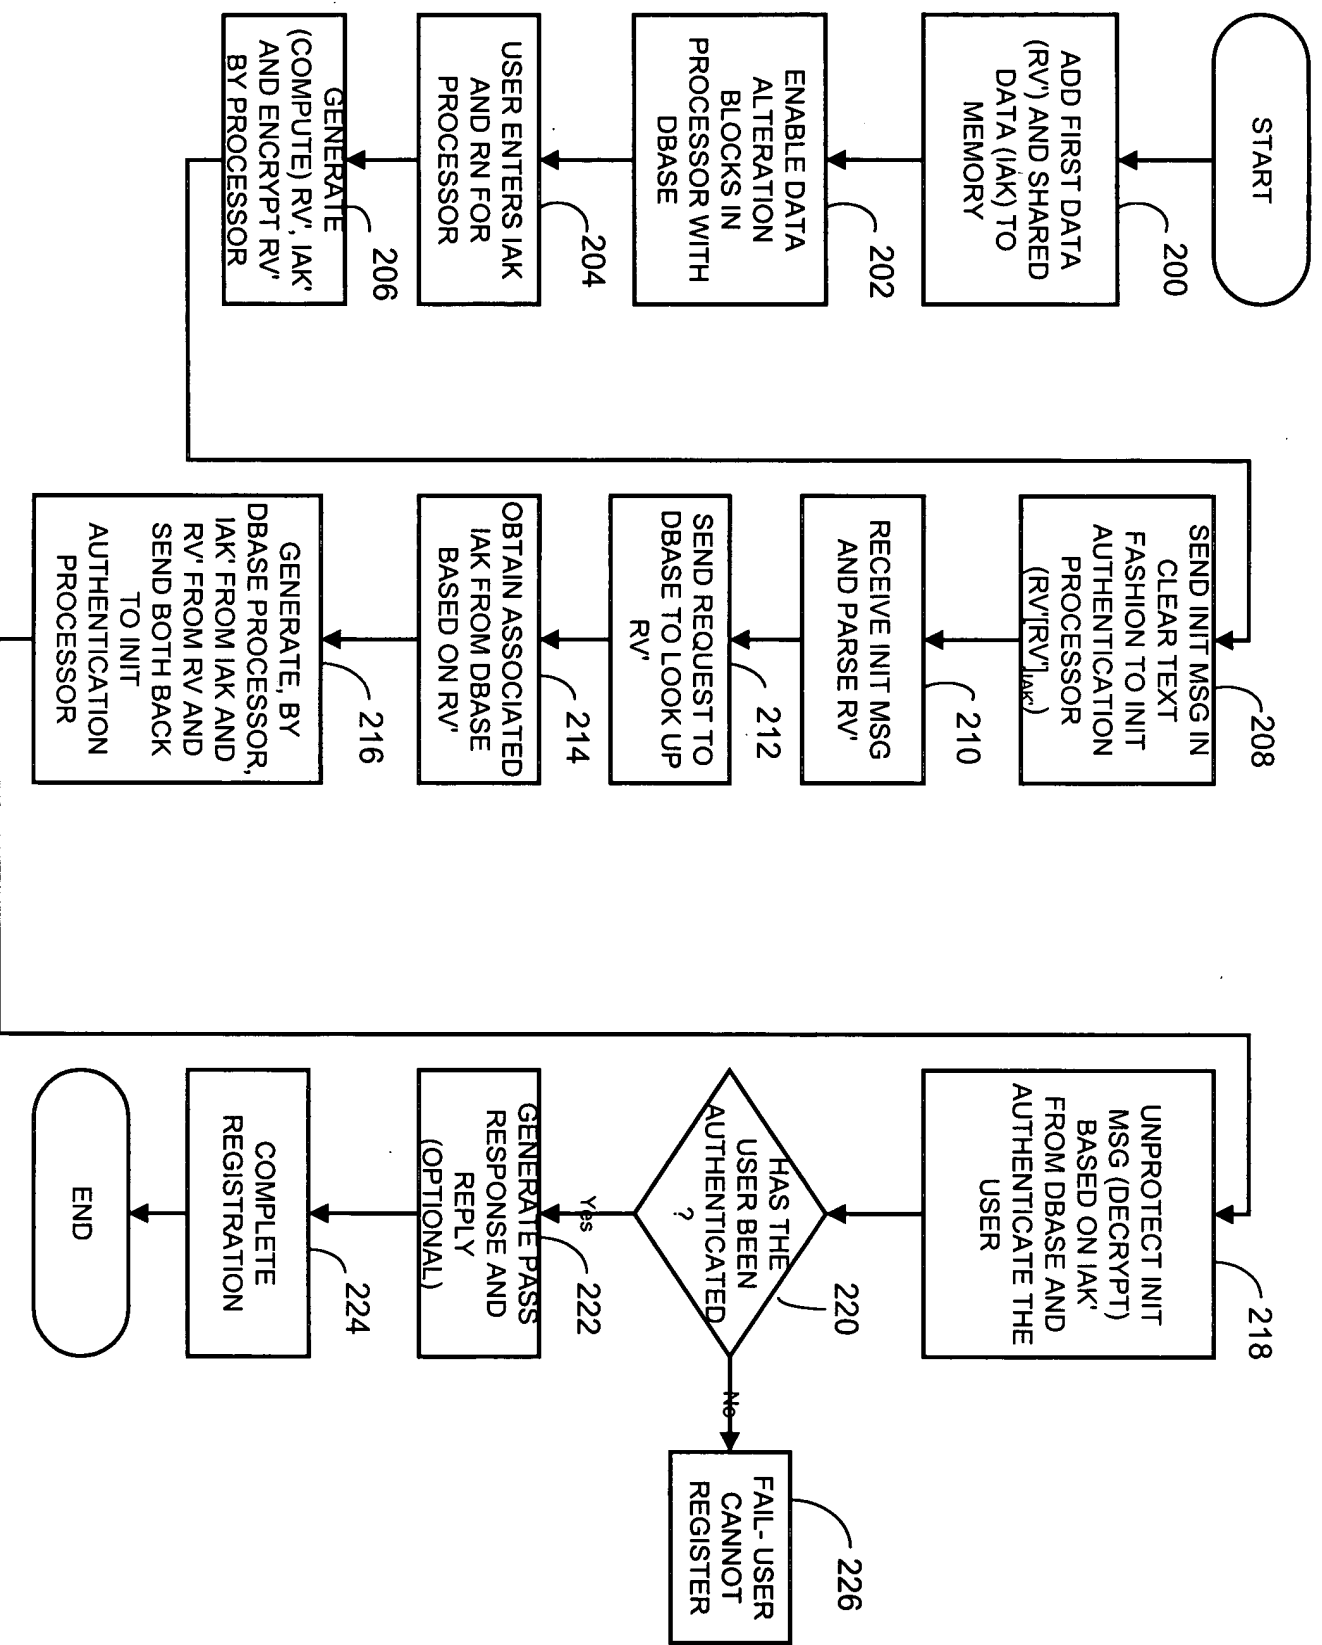 START
ADD FIRST DATA
(RV') AND SHARED
DATA (IAK) TO
MEMORY
200
ENABLE DATA
ALTERATION
BLOCKS IN
PROCESSOR WITH
DBASE
202
USER ENTERS IAK
AND RN FOR
PROCESSOR
204
GENERATE
(COMPUTE) RV', IAK'
AND ENCRYPT RV'
BY PROCESSOR
206
SEND INIT MSG IN
CLEAR TEXT
FASHION TO INIT
AUTHENTICATION
PROCESSOR
(RV'[RV']IAK')
208
RECEIVE INIT MSG
AND PARSE RV'
210
SEND REQUEST TO
DBASE TO LOOK UP
RV'
212
OBTAIN ASSOCIATED
IAK FROM DBASE
BASED ON RV'
214
GENERATE, BY
DBASE PROCESSOR,
IAK' FROM IAK AND
RV' FROM RV AND
SEND BOTH BACK
TO INIT
AUTHENTICATION
PROCESSOR
216
UNPROTECT INIT
MSG (DECRYPT)
BASED ON IAK'
FROM DBASE AND
AUTHENTICATE THE
USER
218
HAS THE
USER BEEN
AUTHENTICATED
?
220
Yes
No
GENERATE PASS
RESPONSE AND
REPLY
(OPTIONAL)
222
COMPLETE
REGISTRATION
224
END
FAIL- USER
CANNOT
REGISTER
226